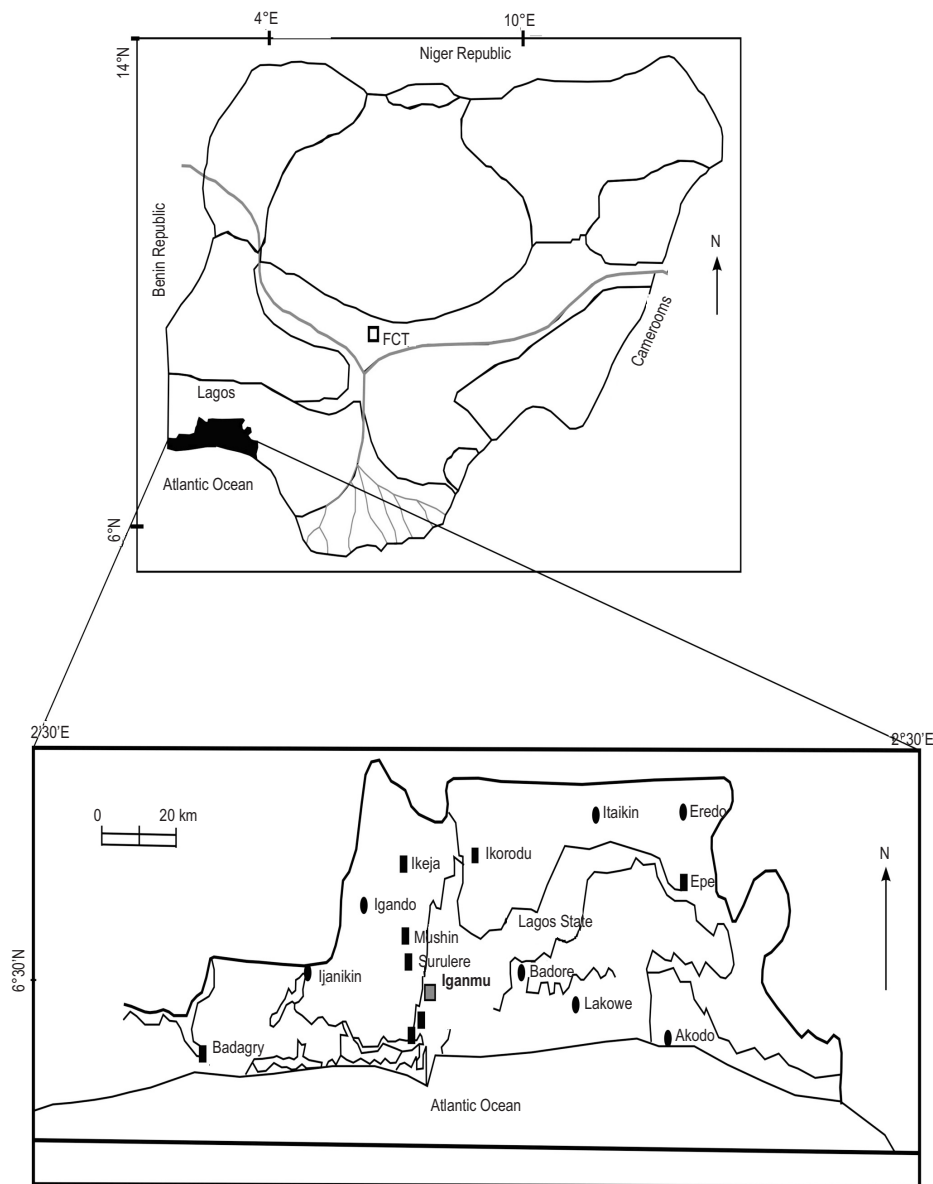 4°E 10°E
14°N
Niger Republic
Benin Republic
N
FCT
Camerooms
Lagos
Atlantic Ocean
6°N
2'30'E 2°30'E
0 20 km
Itaikin Eredo
Ikeja Ikorodu
N
Epe
Igando
Lagos State
Mushin
Surulere
6°30'N
Ijanikin Badore
Iganmu
Lakowe
Akodo
Badagry
Atlantic Ocean